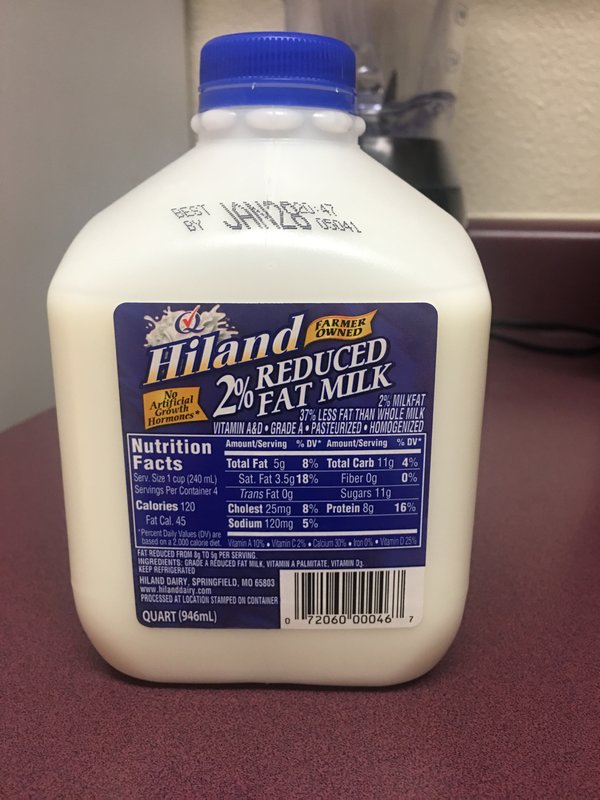 BEST BY JAN28 20:47
05041
Hiland
FARMER OWNED
2% REDUCED FAT MILK
No
Artificial
Growth
Hormones*
2% MILKFAT
37% LESS FAT THAN WHOLE MILK
VITAMIN A&D • GRADE A • PASTEURIZED • HOMOGENIZED
Nutrition Facts
Serv. Size 1 cup (240 mL)
Servings Per Container 4
Calories 120
Fat Cal. 45
*Percent Daily Values (DV) are
based on a 2,000 calorie diet.
Amount/Serving % DV* Amount/Serving % DV*
Total Fat 5g 8% Total Carb 11g 4%
Sat. Fat 3.5g 18% Fiber 0g 0%
Trans Fat 0g Sugars 11g
Cholest 25mg 8% Protein 8g 16%
Sodium 120mg 5%
Vitamin A 10% • Vitamin C 2% • Calcium 30% • Iron 0% • Vitamin D 25%
FAT REDUCED FROM 8g TO 5g PER SERVING.
INGREDIENTS: GRADE A REDUCED FAT MILK, VITAMIN A PALMITATE, VITAMIN D3.
KEEP REFRIGERATED
HILAND DAIRY, SPRINGFIELD, MO 65803
www.hilanddairy.com
PROCESSED AT LOCATION STAMPED ON CONTAINER
QUART (946mL)
0 72060 00046 7